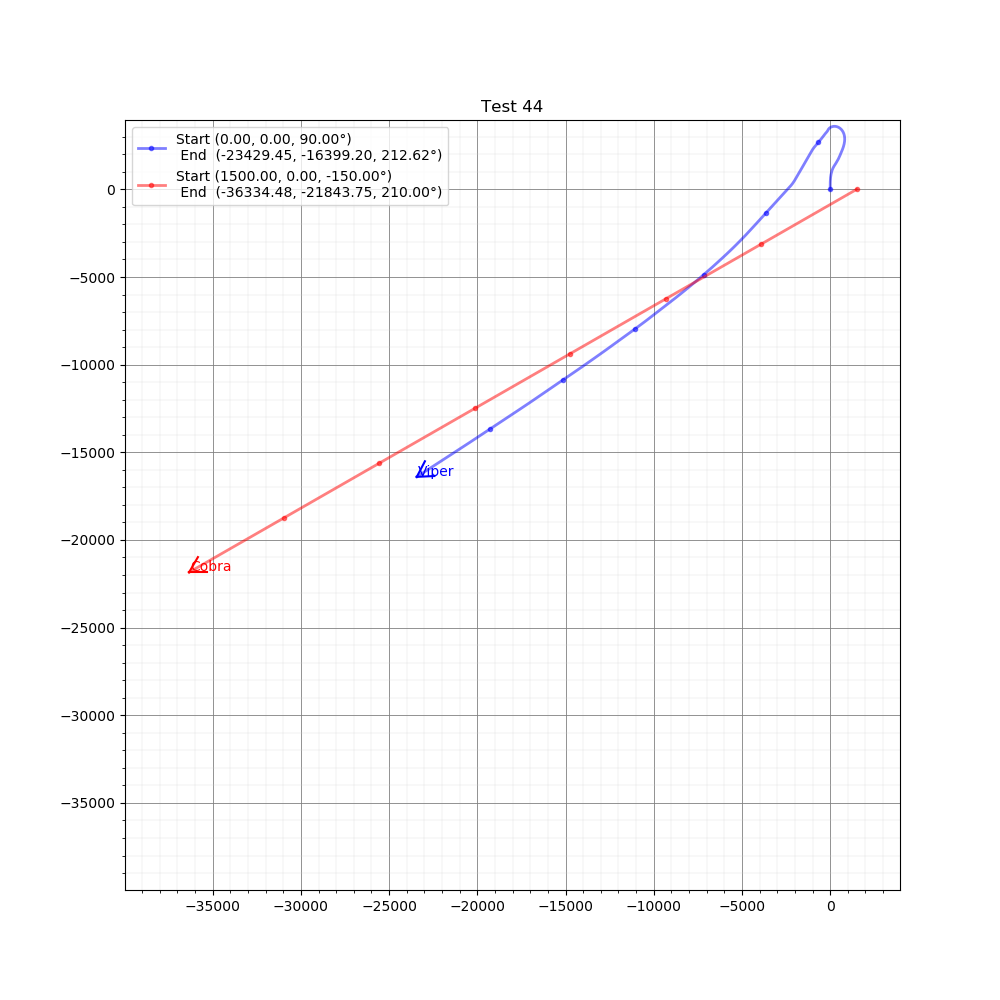 Test 44
Start (0.00, 0.00, 90.00°)
End  (-23429.45, -16399.20, 212.62°)
Start (1500.00, 0.00, -150.00°)
End  (-36334.48, -21843.75, 210.00°)
0
−5000
−10000
−15000
−20000
−25000
−30000
−35000
Viper
Cobra
−35000
−30000
−25000
−20000
−15000
−10000
−5000
0